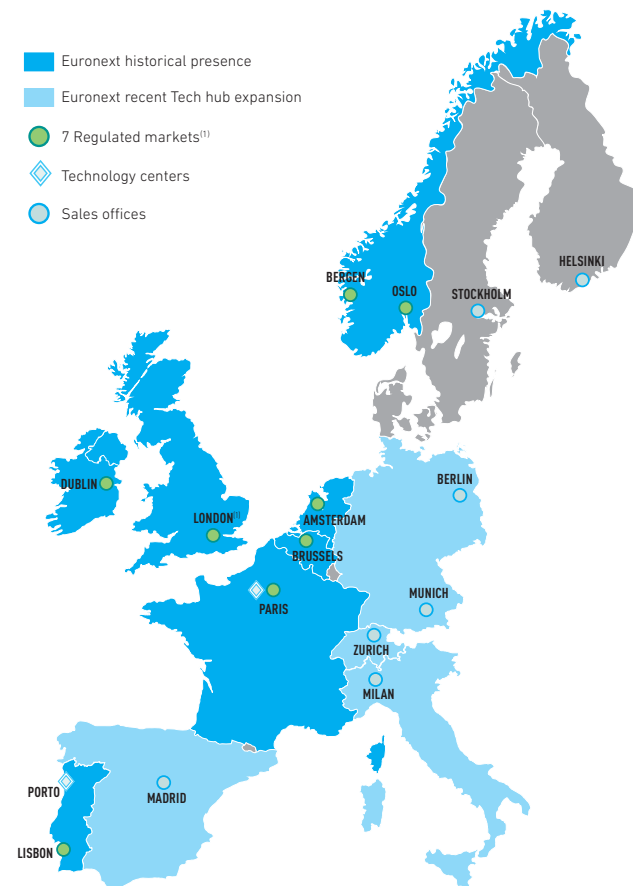 Euronext historical presence
Euronext recent Tech hub expansion
7 Regulated markets(1)
Technology centers
Sales offices
HELSINKI
BERGEN
OSLO
STOCKHOLM
BERLIN
DUBLIN
LONDON(1)
AMSTERDAM
BRUSSELS
MUNICH
PARIS
ZURICH
MILAN
PORTO
MADRID
LISBON